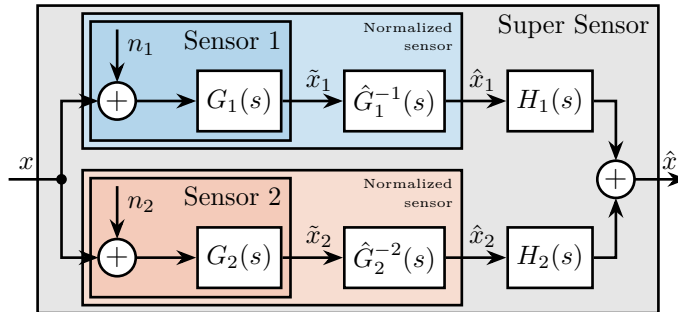 Super Sensor
Normalized
sensor
Sensor 1
n₁
+
G₁(s)
x̃₁
Ĝ₁⁻¹(s)
x̂₁
H₁(s)
x
+
x̂
Normalized
sensor
Sensor 2
n₂
+
G₂(s)
x̃₂
Ĝ₂⁻²(s)
x̂₂
H₂(s)